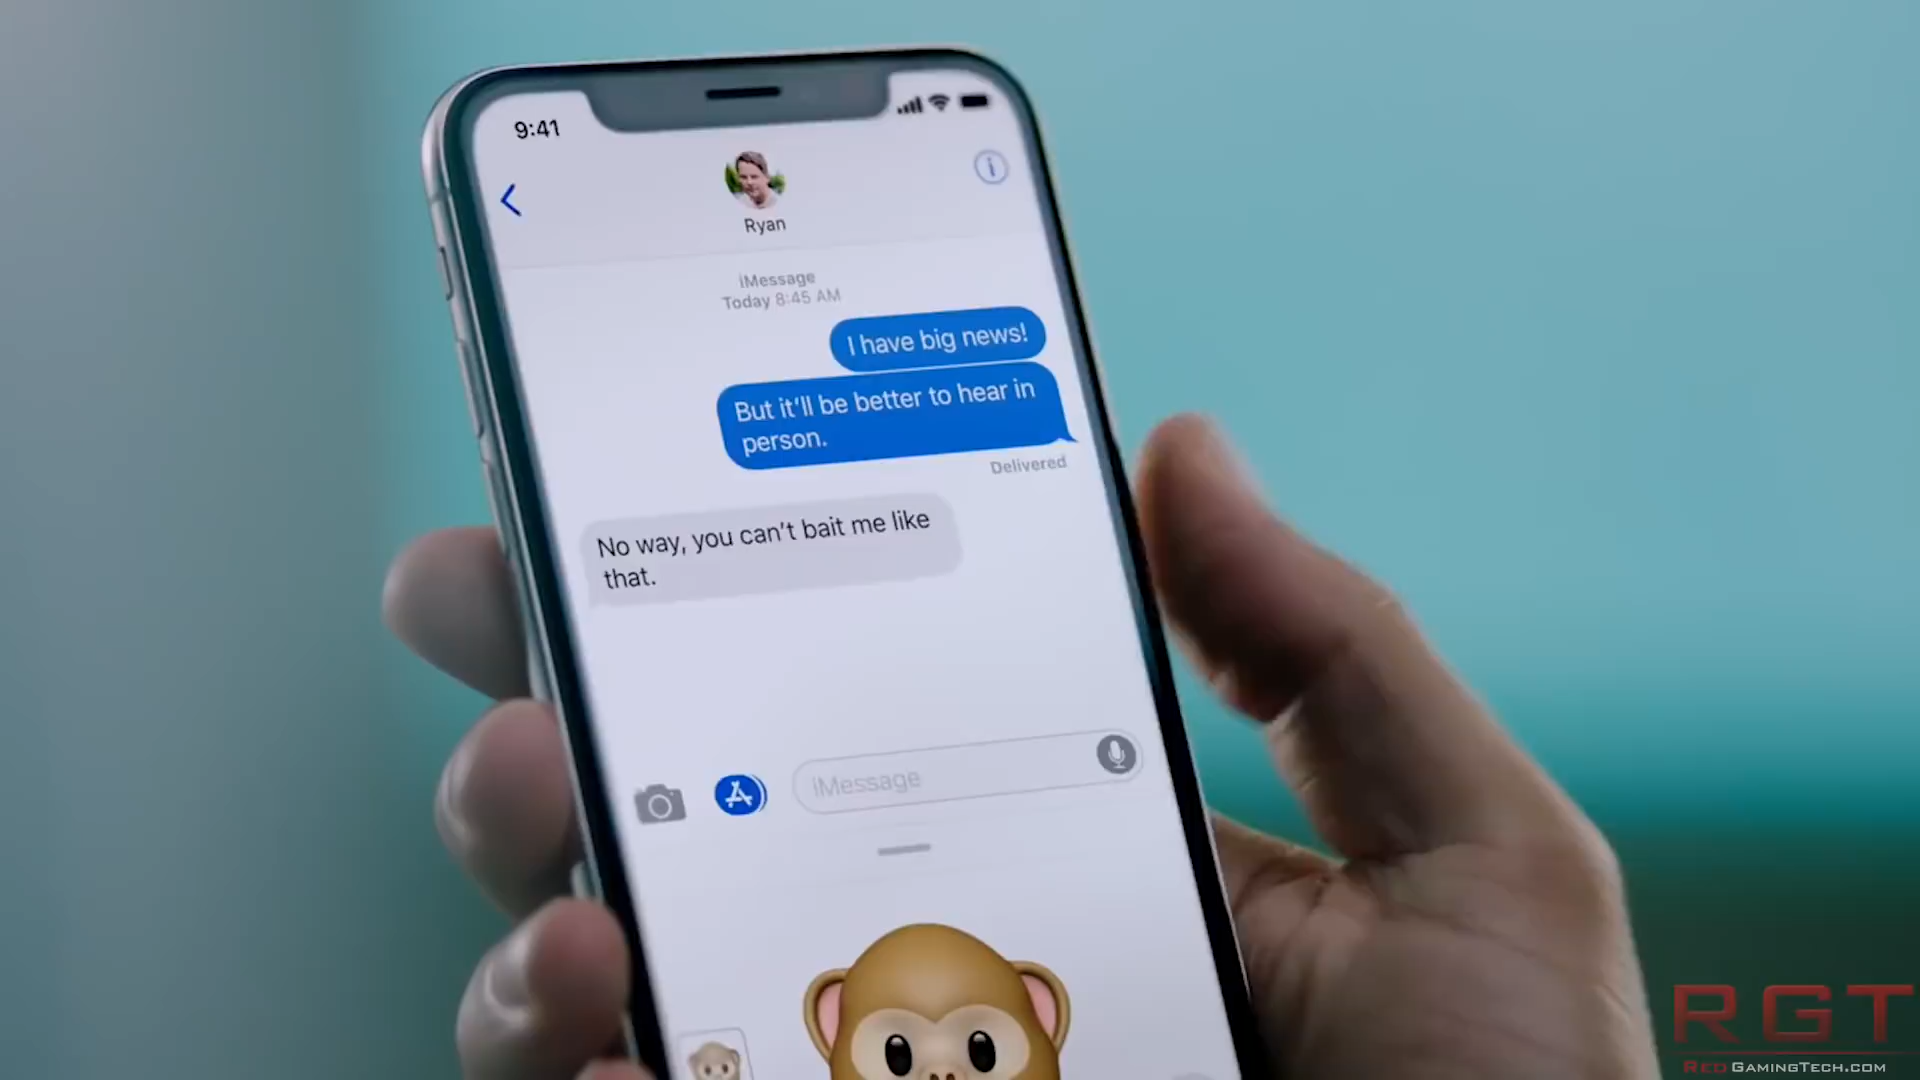 9:41
Ryan
iMessage
Today 8:45 AM
I have big news!
But it'll be better to hear in
person.
Delivered
No way, you can't bait me like
that.
iMessage
RGT
REDGAMINGTECH.COM